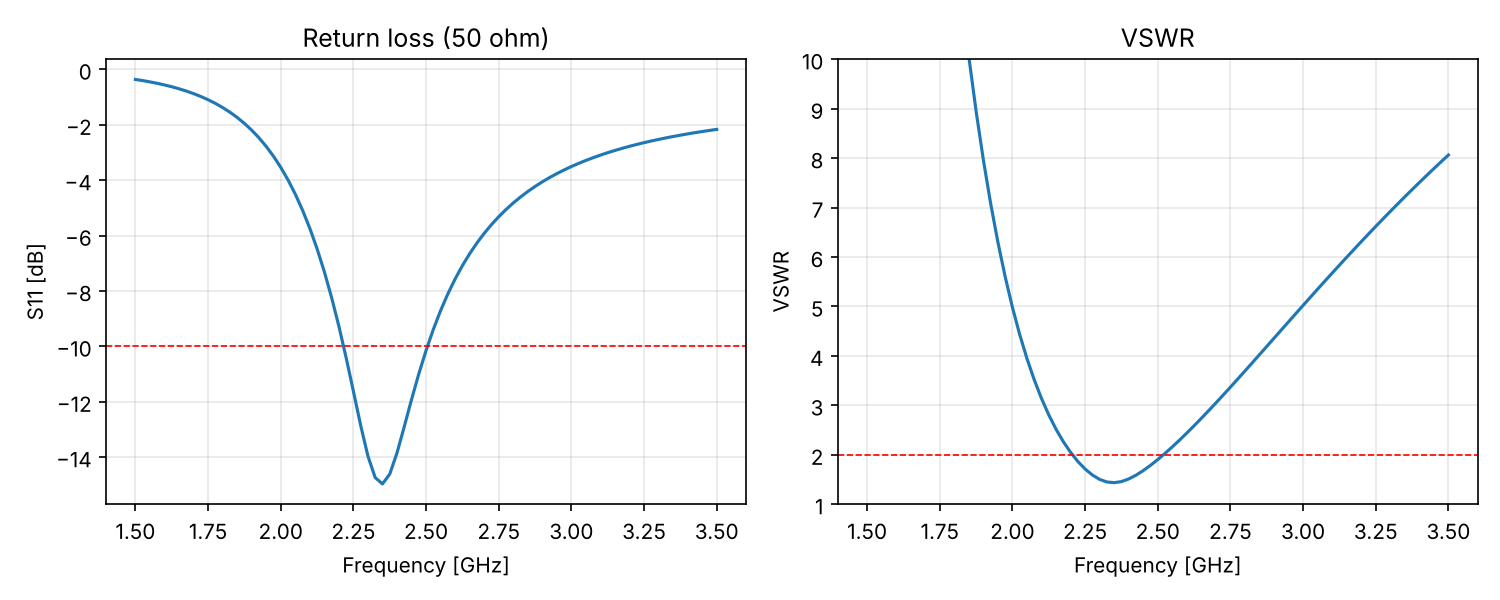 Return loss (50 ohm)
S11 [dB]
0
−2
−4
−6
−8
−10
−12
−14
1.50 1.75 2.00 2.25 2.50 2.75 3.00 3.25 3.50
Frequency [GHz]
VSWR
VSWR
10
9
8
7
6
5
4
3
2
1
1.50 1.75 2.00 2.25 2.50 2.75 3.00 3.25 3.50
Frequency [GHz]